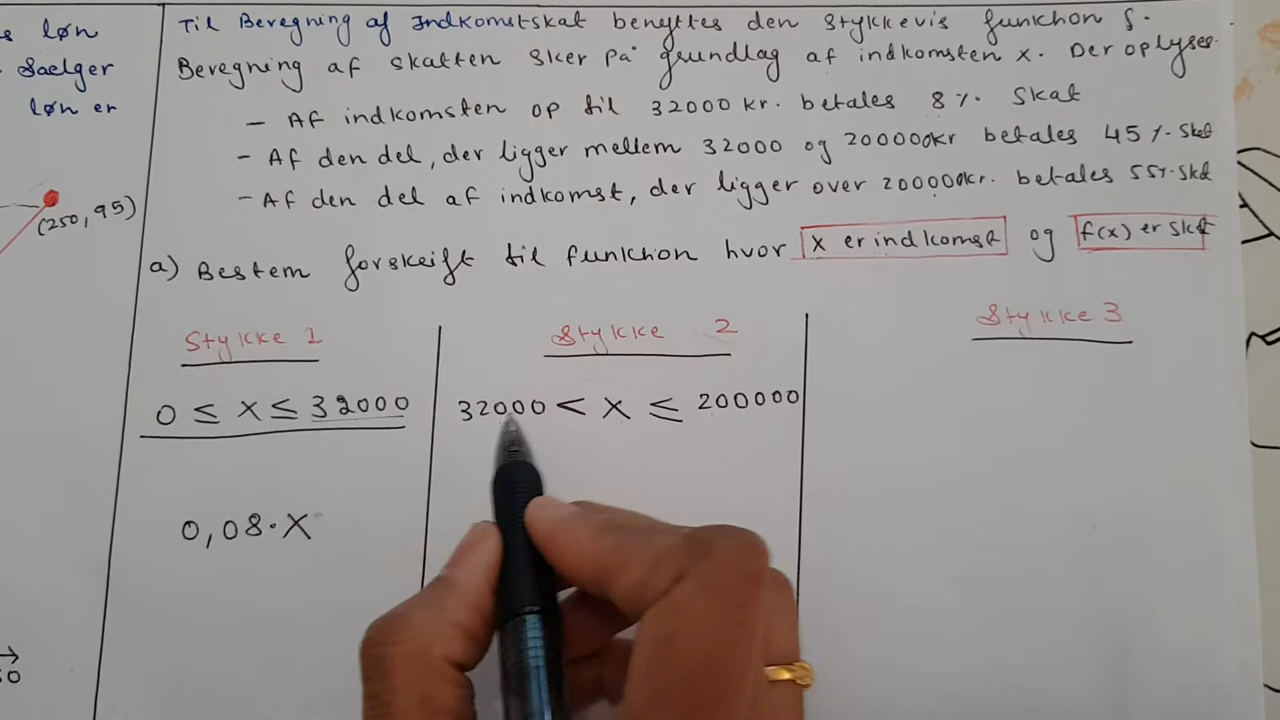 s løn
Saelger
løn er
(250,95)
Til Beregning af Indkomstskat benyttes den Stykkevis funktion f.
Beregning af skatten sker på grundlag af indkomsten x. Der oplyses.
- Af indkomsten op til 32000 kr. betales 8 %. Skat
- Af den del, der ligger mellem 32000 og 200000kr betales 45 %. Skat
- Af den del af indkomst, der ligger over 200000kr. betales 55%. skat
a) Bestem forskrift til funktion hvor x er indkomst og f(x) er skat
Stykke 1
Stykke 2
Stykke 3
0 ≤ x ≤ 32000
32000 < x ≤ 200000
0,08·X